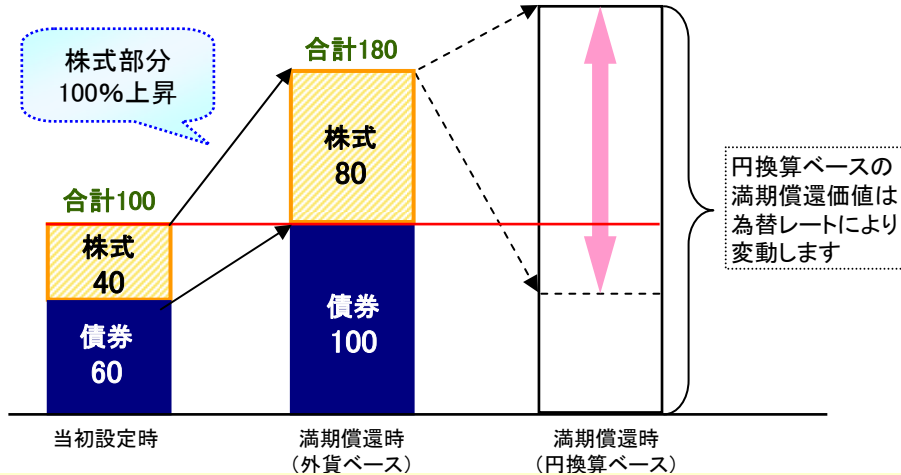 株式部分
100%上昇
合計100
株式
40
債券
60
当初設定時
合計180
株式
80
債券
100
満期償還時
（外貨ベース）
満期償還時
（円換算ベース）
円換算ベースの
満期償還価値は
為替レートにより
変動します